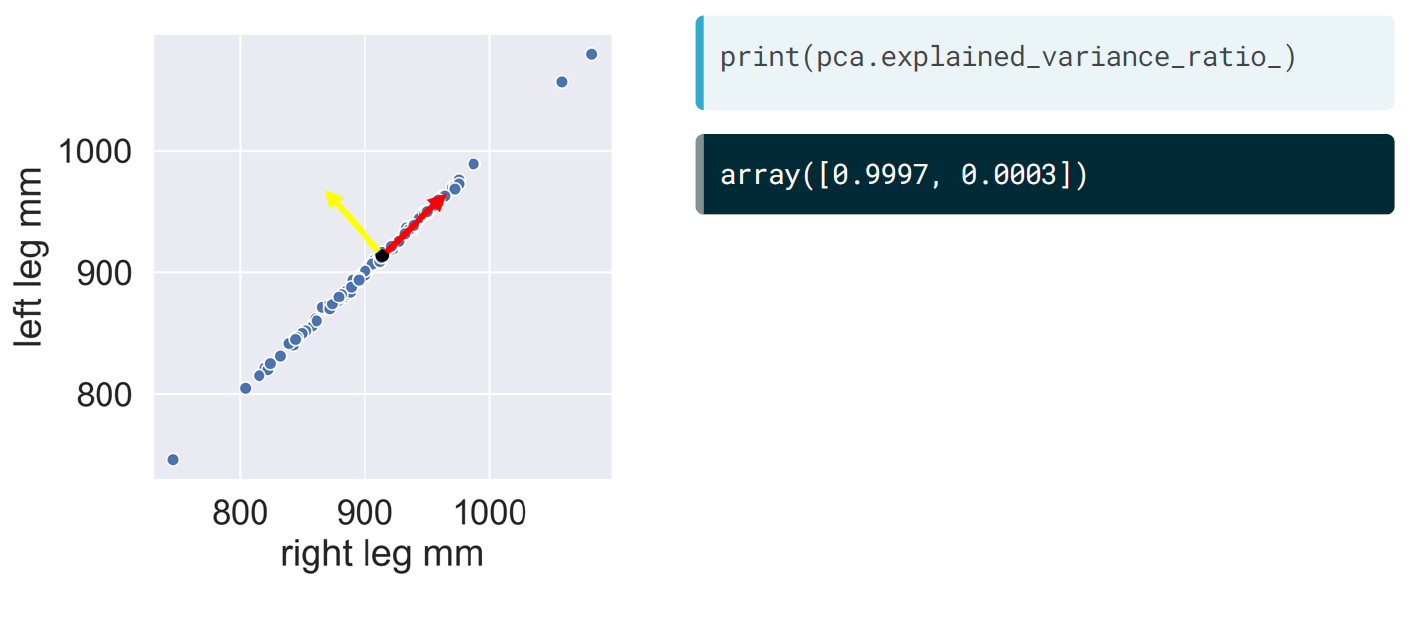 1000
900
800
left leg mm
800 900 1000
right leg mm
print(pca.explained_variance_ratio_)
array([0.9997, 0.0003])